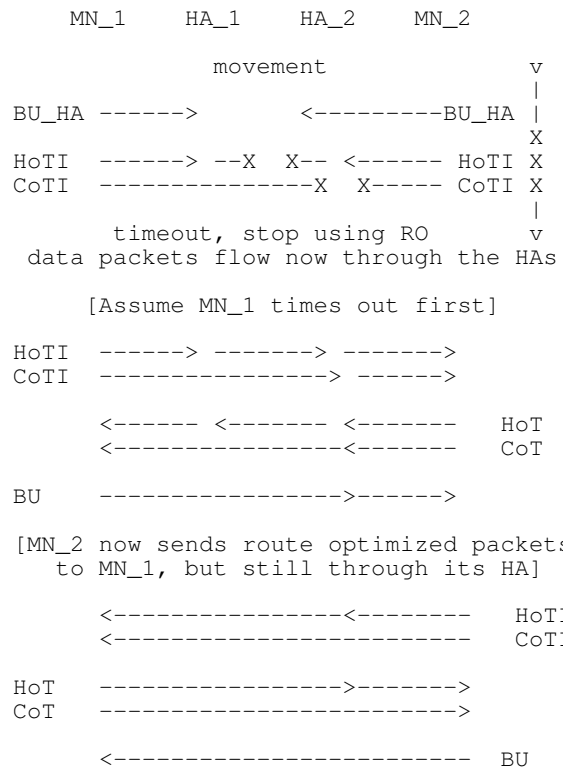 MN_1 HA_1 HA_2 MN_2
movement v
|
BU_HA ------> <---------BU_HA |
X
HoTI ------> --X X-- <------ HoTI X
CoTI ---------------X X----- CoTI X
|
timeout, stop using RO v
data packets flow now through the HAs
[Assume MN_1 times out first]
HoTI ------> -------> ------->
CoTI ----------------> ------>
<------ <------- <------- HoT
<----------------<------- CoT
BU ----------------->------>
[MN_2 now sends route optimized packets
to MN_1, but still through its HA]
<---------------<-------- HoTI
<------------------------ CoTI
HoT ----------------->------->
CoT ------------------------->
<------------------------- BU